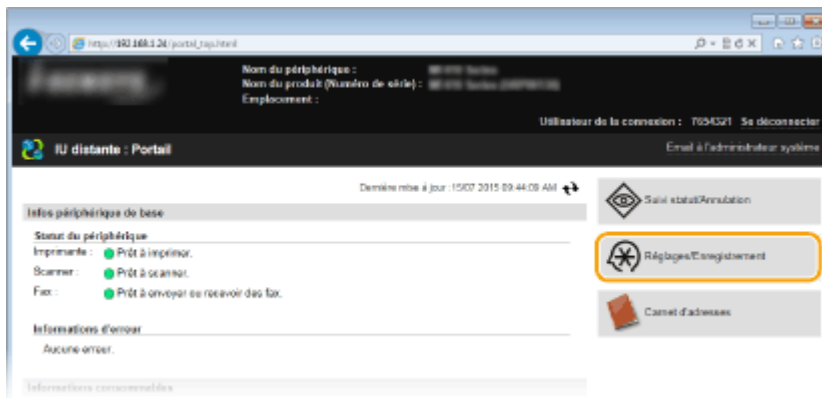 http://192.168.1.24/portal_top.html
Nom du périphérique :
Nom du produit (Numéro de série) :
Emplacement :
Utilisateur de la connexion : 7654321 Se déconnecter
IU distante : Portail
Email à l'administrateur système
Dernière mise à jour :15/07 2015 09:44:09 AM
Infos périphérique de base
Statut du périphérique
Imprimante : Prêt à imprimer.
Scanner : Prêt à scanner.
Fax : Prêt à envoyer ou recevoir des fax.
Informations d'erreur
Aucune erreur.
Informations consommables
Suivi statut/Annulation
Réglages/Enregistrement
Carnet d'adresses